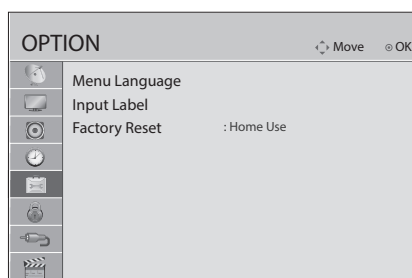 OPTION
Move OK
Menu Language
Input Label
Factory Reset : Home Use